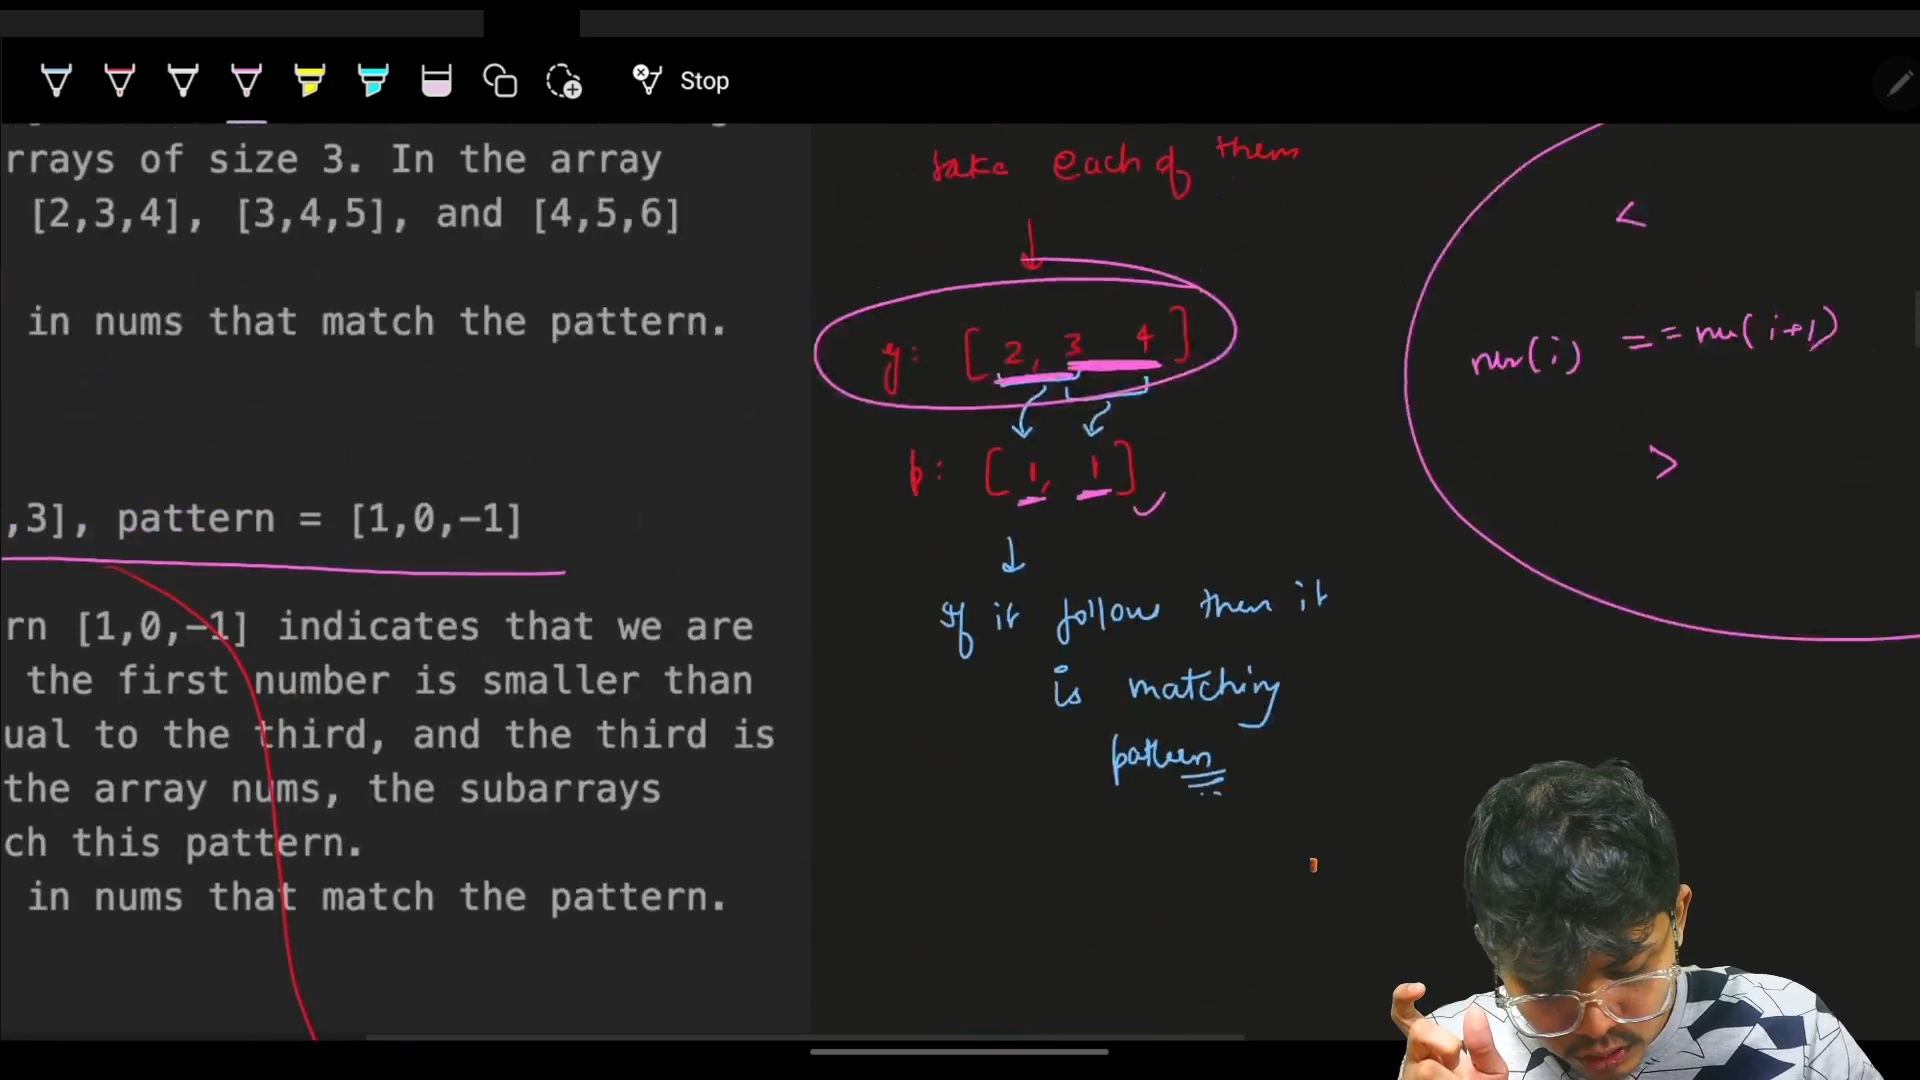 Stop
rrays of size 3. In the array
[2,3,4], [3,4,5], and [4,5,6]
in nums that match the pattern.
,3], pattern = [1,0,-1]
rn [1,0,-1] indicates that we are
the first number is smaller than
ual to the third, and the third is
the array nums, the subarrays
ch this pattern.
in nums that match the pattern.
take each of them
y: [2, 3 4]
p: [1, 1]
If it follow then it
is matching
pattern
<
num(i) == nu(i+1)
>